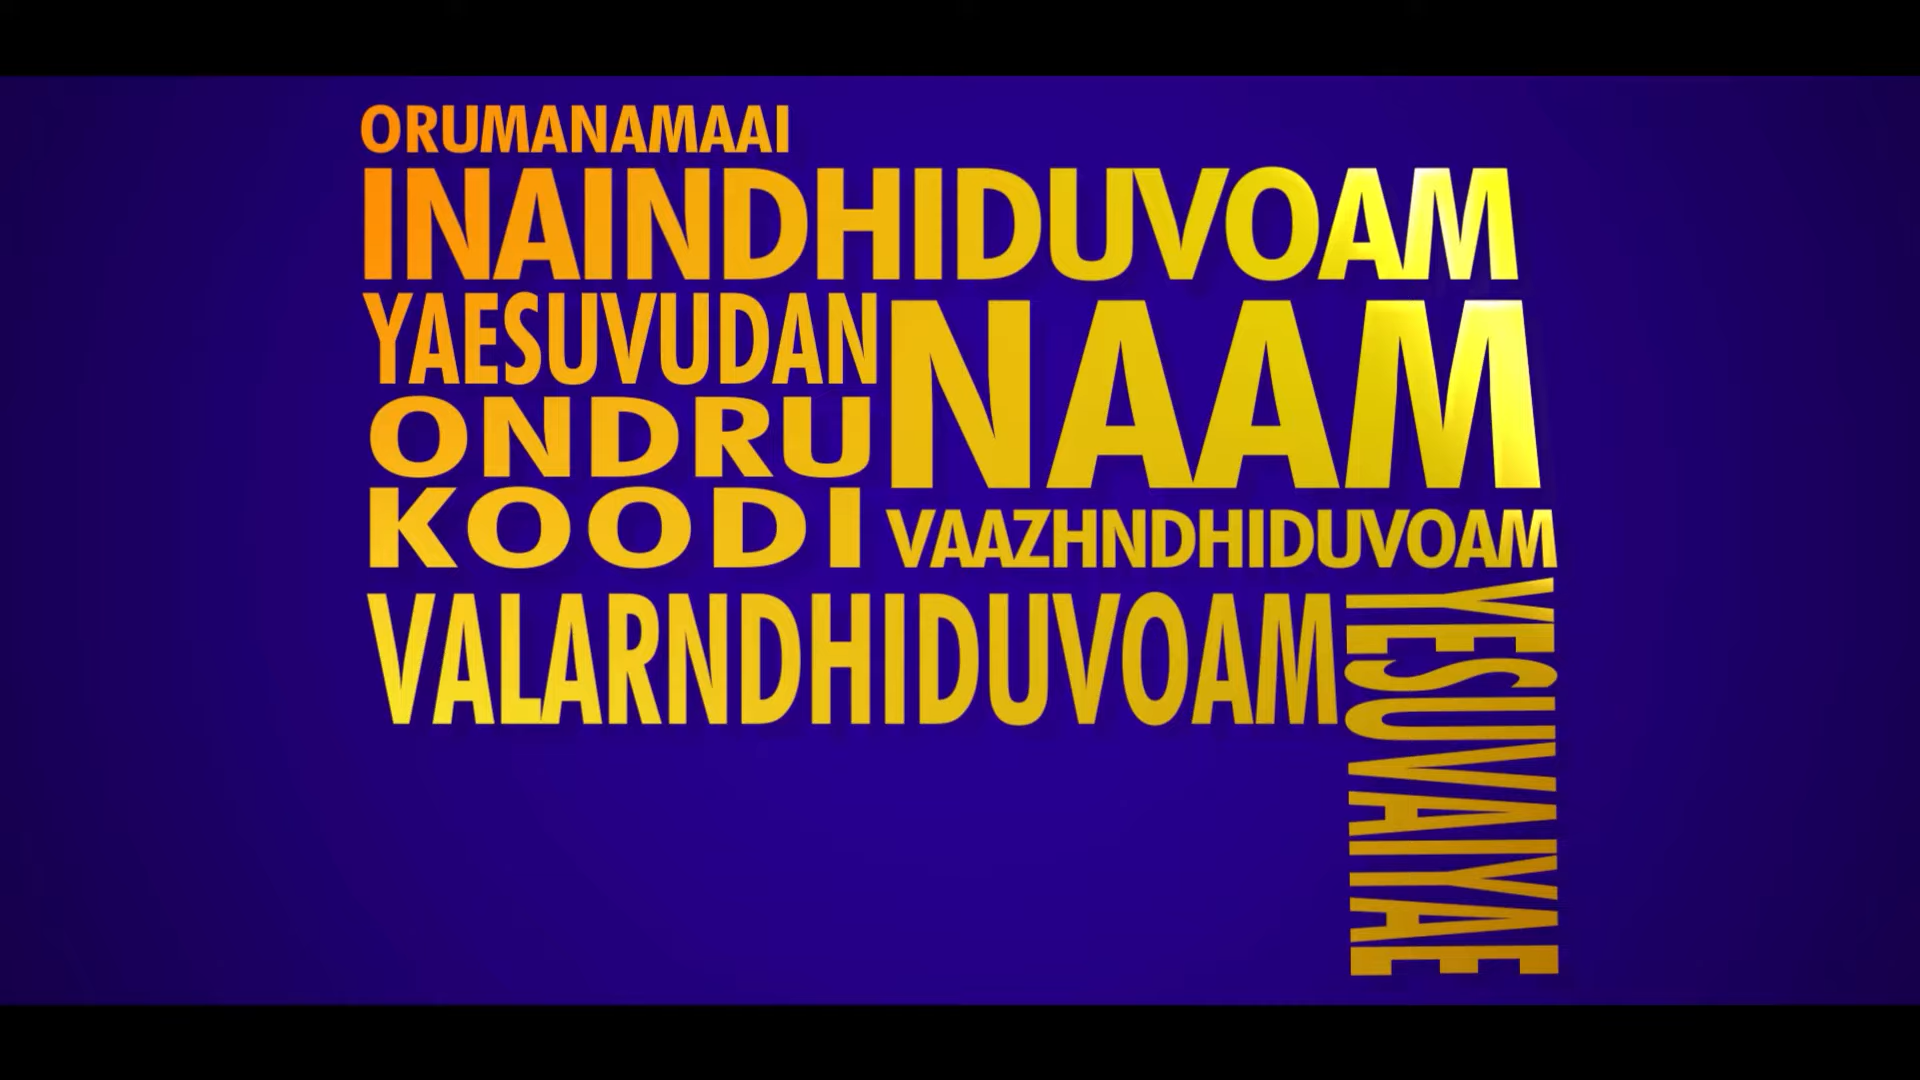 ORUMANAMAAI
INAINDHIDUVOAM
YAESUVUDAN
ONDRU
KOODI
NAAM
VAAZHNDHIDUVOAM
VALARNDHIDUVOAM
YESUVAIYAE